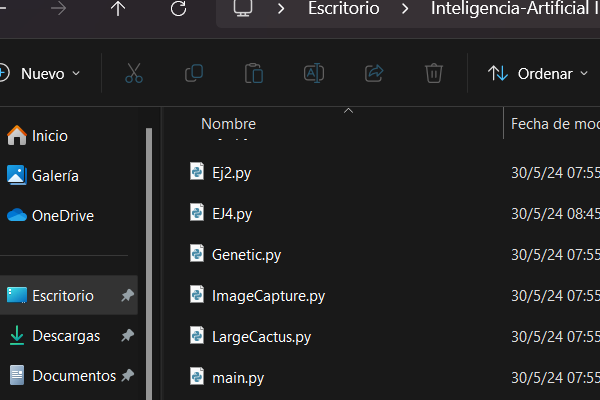 Escritorio
Inteligencia-Artificial
Nuevo
Ordenar
Nombre
Fecha de
Inicio
Galería
OneDrive
Escritorio
Descargas
Documentos
Ej2.py
30/5/24 07:55
EJ4.py
30/5/24 08:45
Genetic.py
30/5/24 07:55
ImageCapture.py
30/5/24 07:55
LargeCactus.py
30/5/24 07:55
main.py
30/5/24 07:55